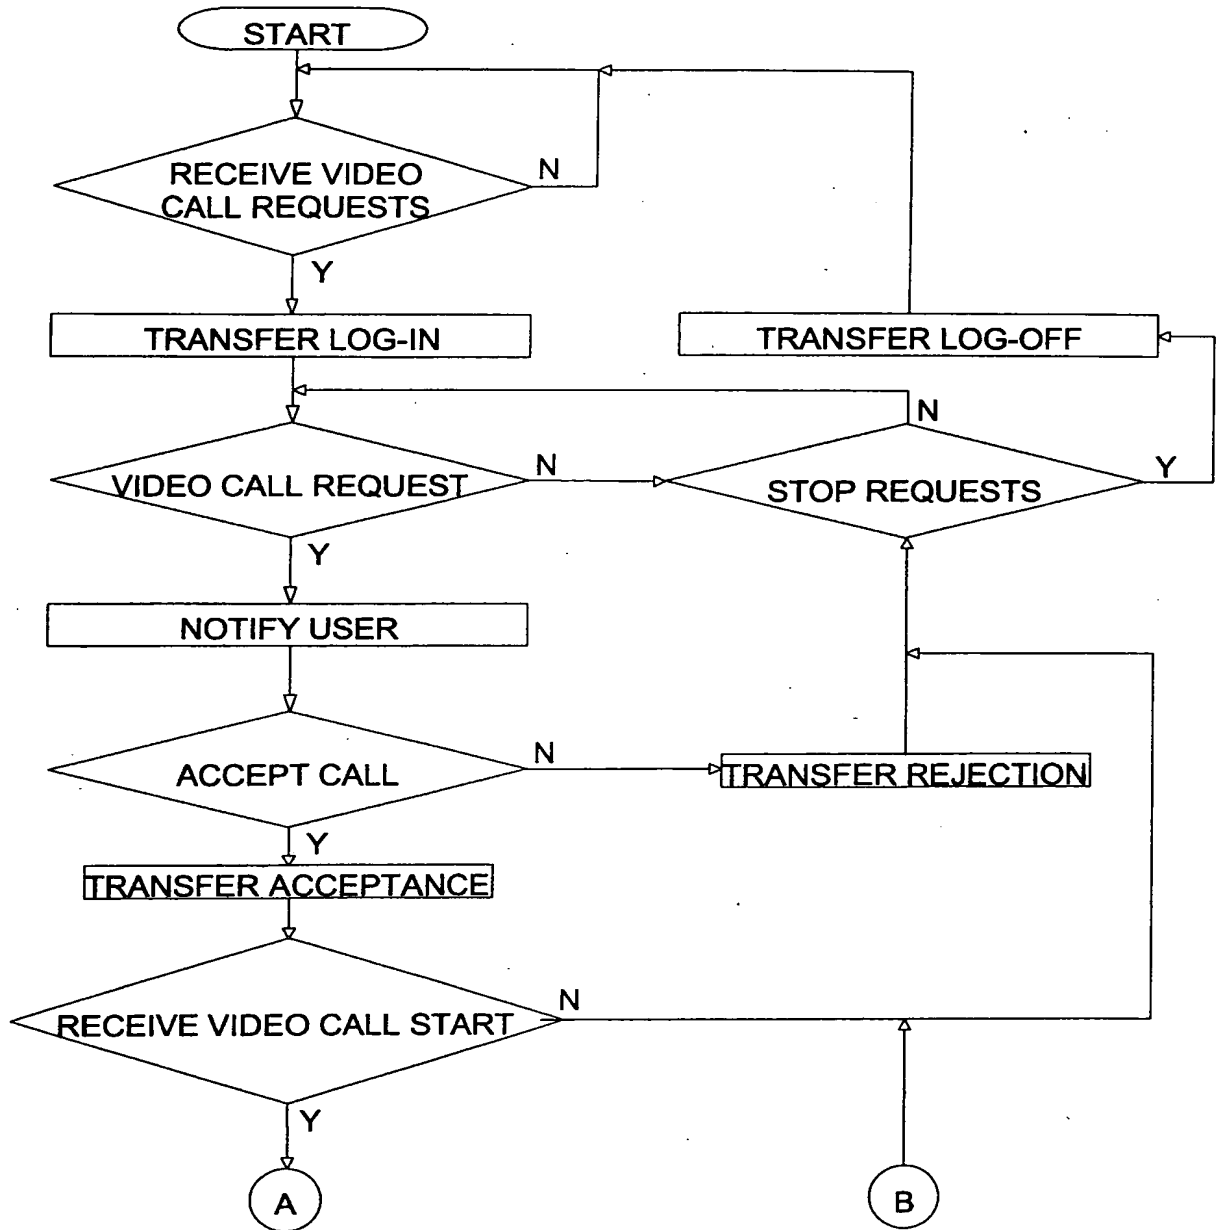 START
RECEIVE VIDEO
CALL REQUESTS
N
Y
TRANSFER LOG-IN
TRANSFER LOG-OFF
N
VIDEO CALL REQUEST
N
STOP REQUESTS
Y
Y
NOTIFY USER
ACCEPT CALL
N
TRANSFER REJECTION
Y
TRANSFER ACCEPTANCE
RECEIVE VIDEO CALL START
N
Y
A
B